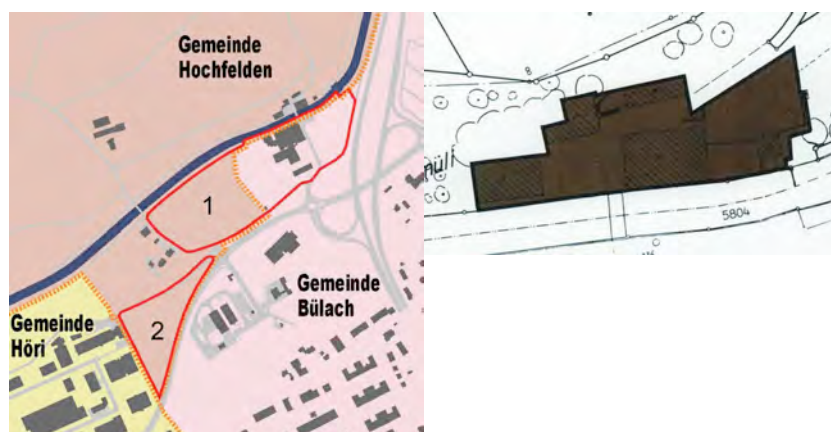 Gemeinde
Hochfelden
1
Gemeinde
Bülach
Gemeinde
Höri
2
8
5804